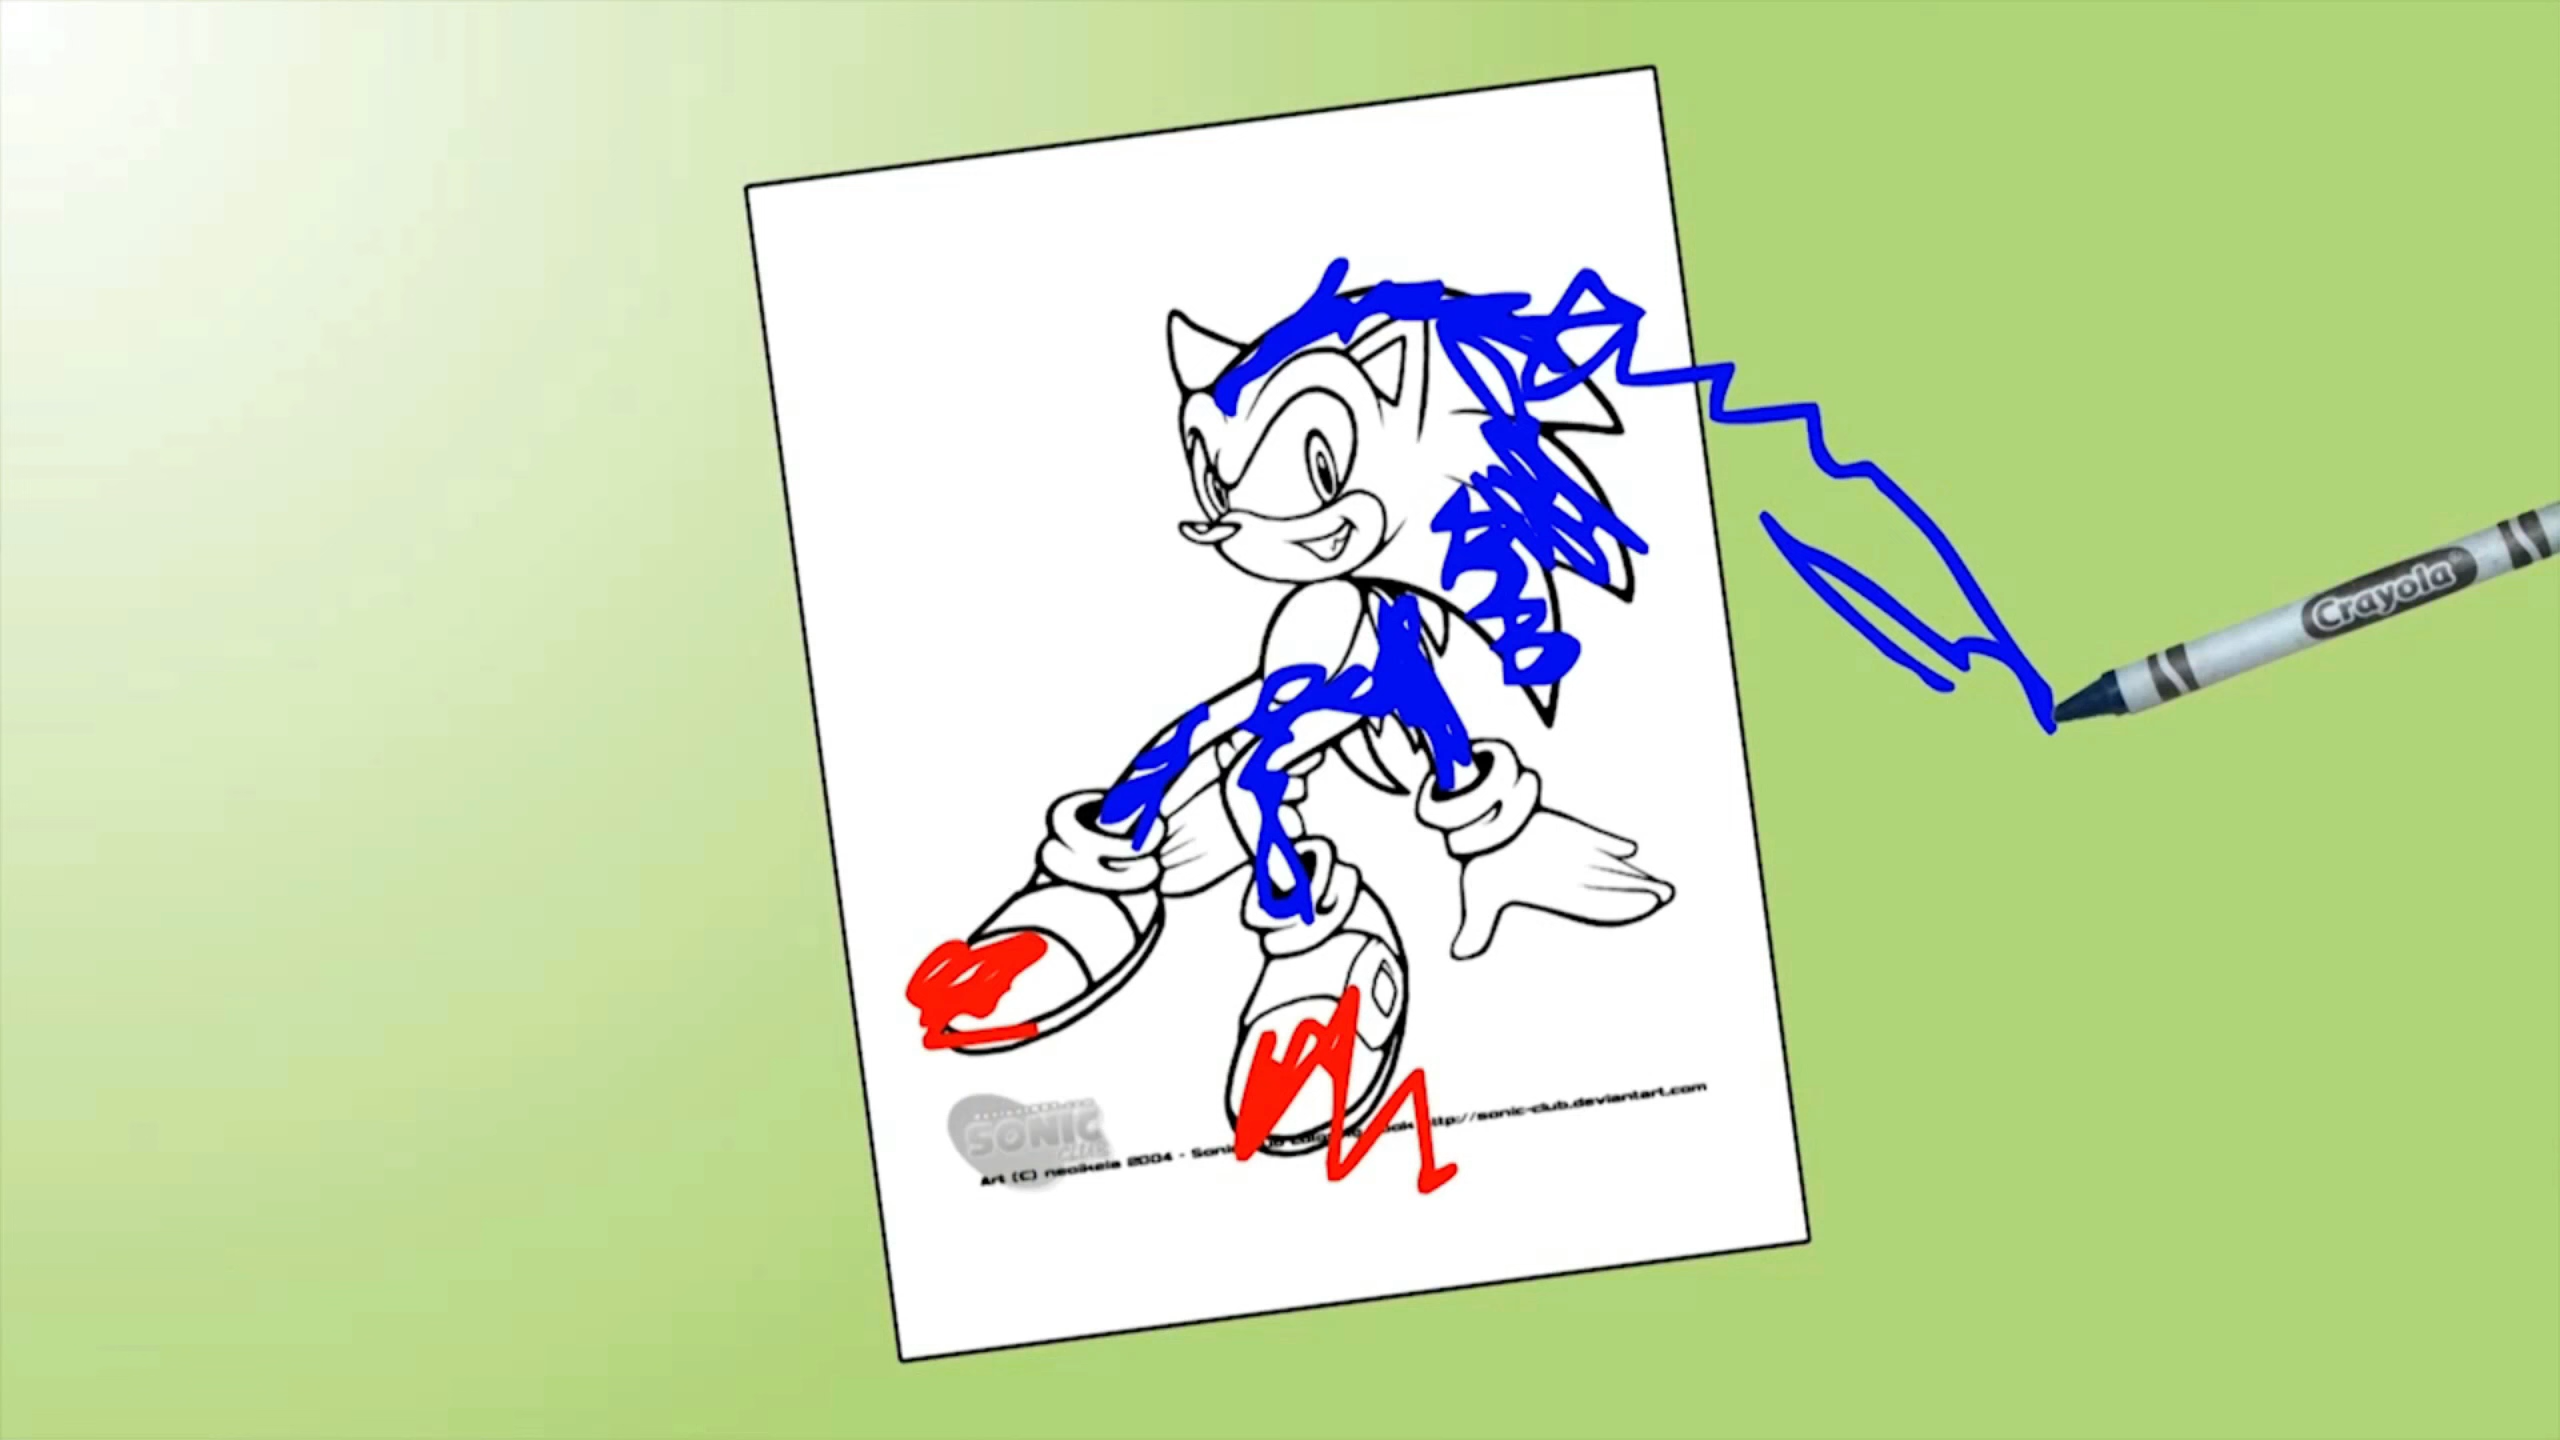 Crayola
SONIC
CLUB
Art (C) neoikela 2004 - Sonic http://sonic-club.deviantart.com